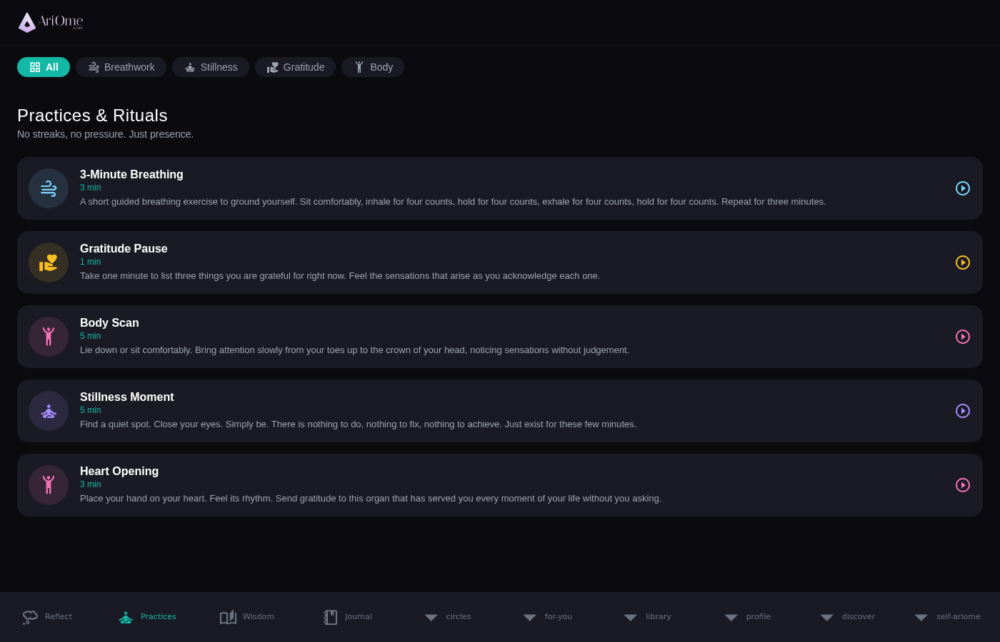 AriOme
All
Breathwork
Stillness
Gratitude
Body
Practices & Rituals
No streaks, no pressure. Just presence.
3-Minute Breathing
3 min
A short guided breathing exercise to ground yourself. Sit comfortably, inhale for four counts, hold for four counts, exhale for four counts, hold for four counts. Repeat for three minutes.
Gratitude Pause
1 min
Take one minute to list three things you are grateful for right now. Feel the sensations that arise as you acknowledge each one.
Body Scan
5 min
Lie down or sit comfortably. Bring attention slowly from your toes up to the crown of your head, noticing sensations without judgement.
Stillness Moment
5 min
Find a quiet spot. Close your eyes. Simply be. There is nothing to do, nothing to fix, nothing to achieve. Just exist for these few minutes.
Heart Opening
3 min
Place your hand on your heart. Feel its rhythm. Send gratitude to this organ that has served you every moment of your life without you asking.
Reflect
Practices
Wisdom
Journal
circles
for-you
library
profile
discover
self-ariome